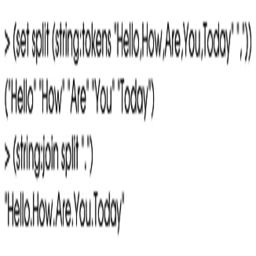 > (set split (string:tokens "Hello,How,Are,You,Today" ","))
("Hello" "How" "Are" "You" "Today")
> (string:join split ".")
"Hello.How.Are.You.Today"